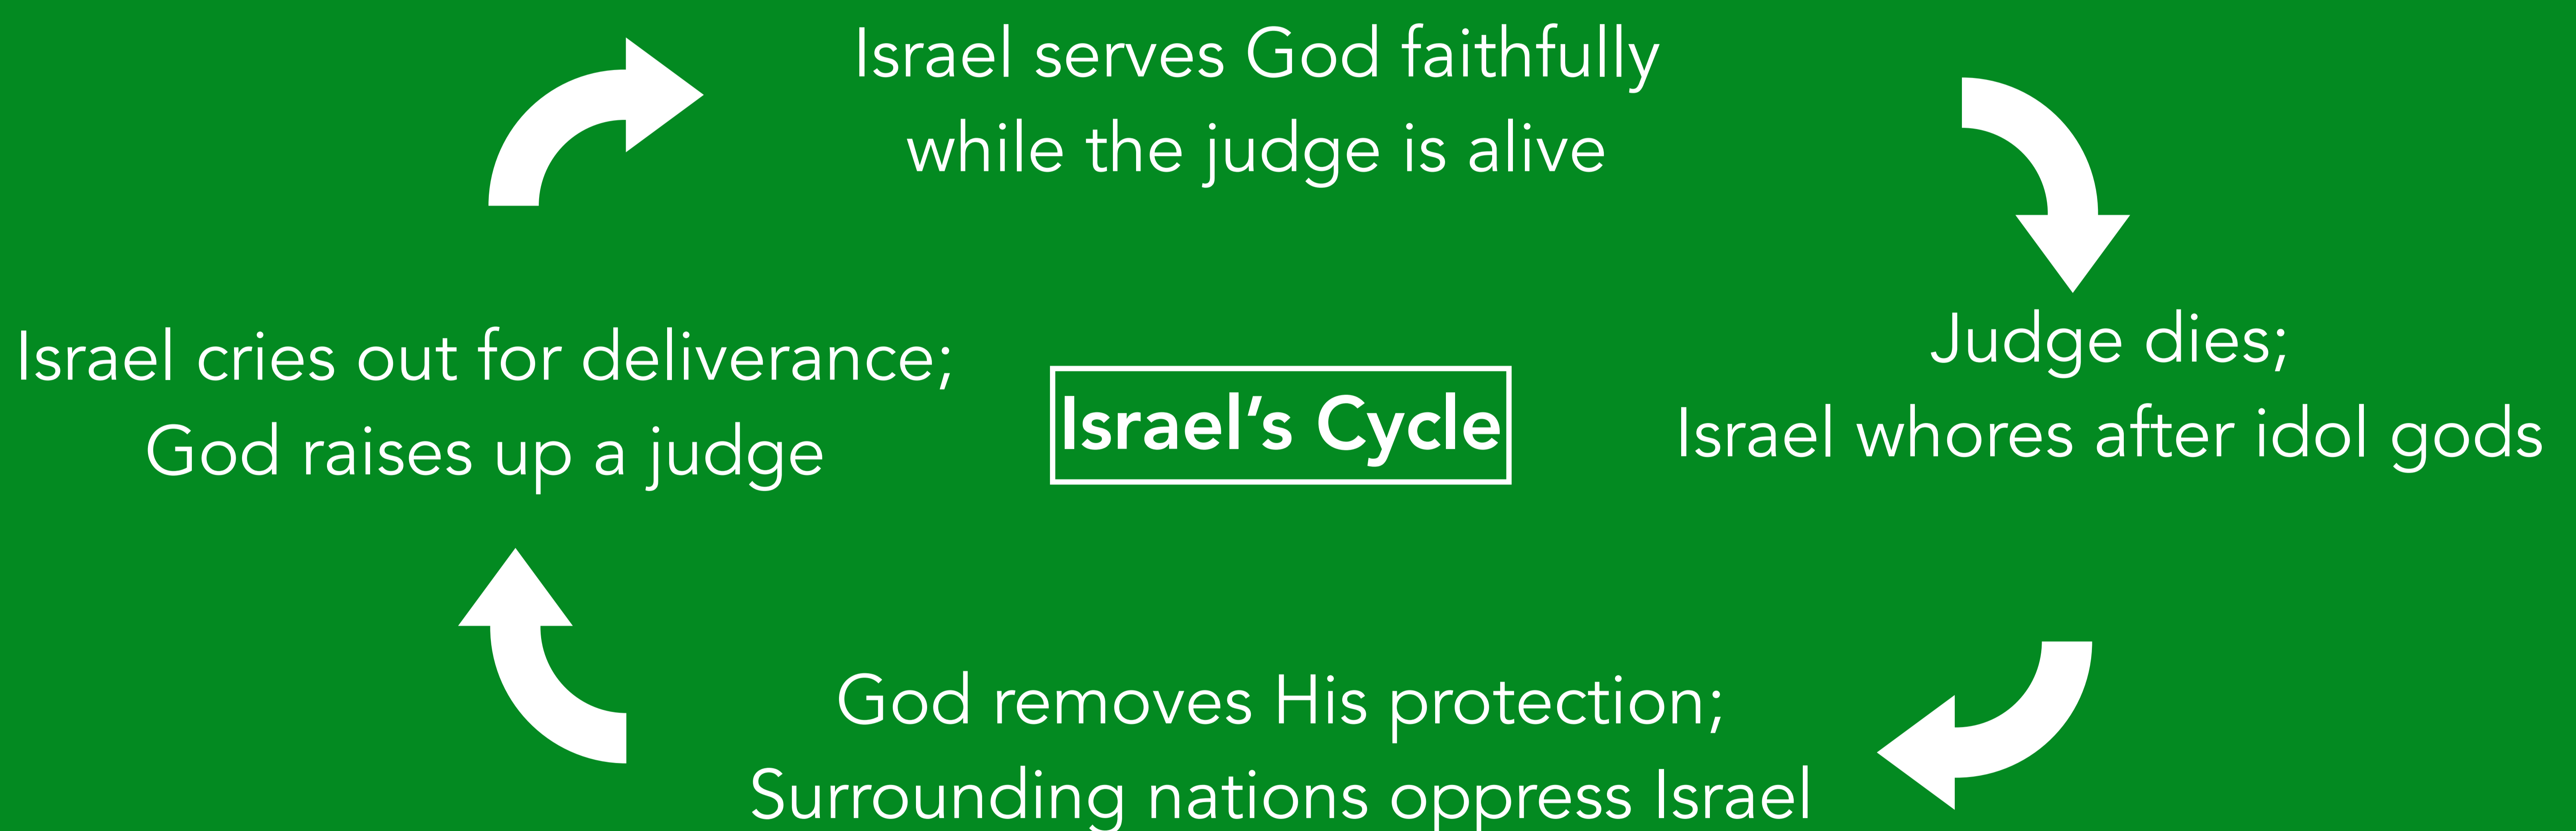 Israel serves God faithfully
while the judge is alive
Judge dies;
Israel whores after idol gods
God removes His protection;
Surrounding nations oppress Israel
Israel cries out for deliverance;
God raises up a judge
Israel’s Cycle